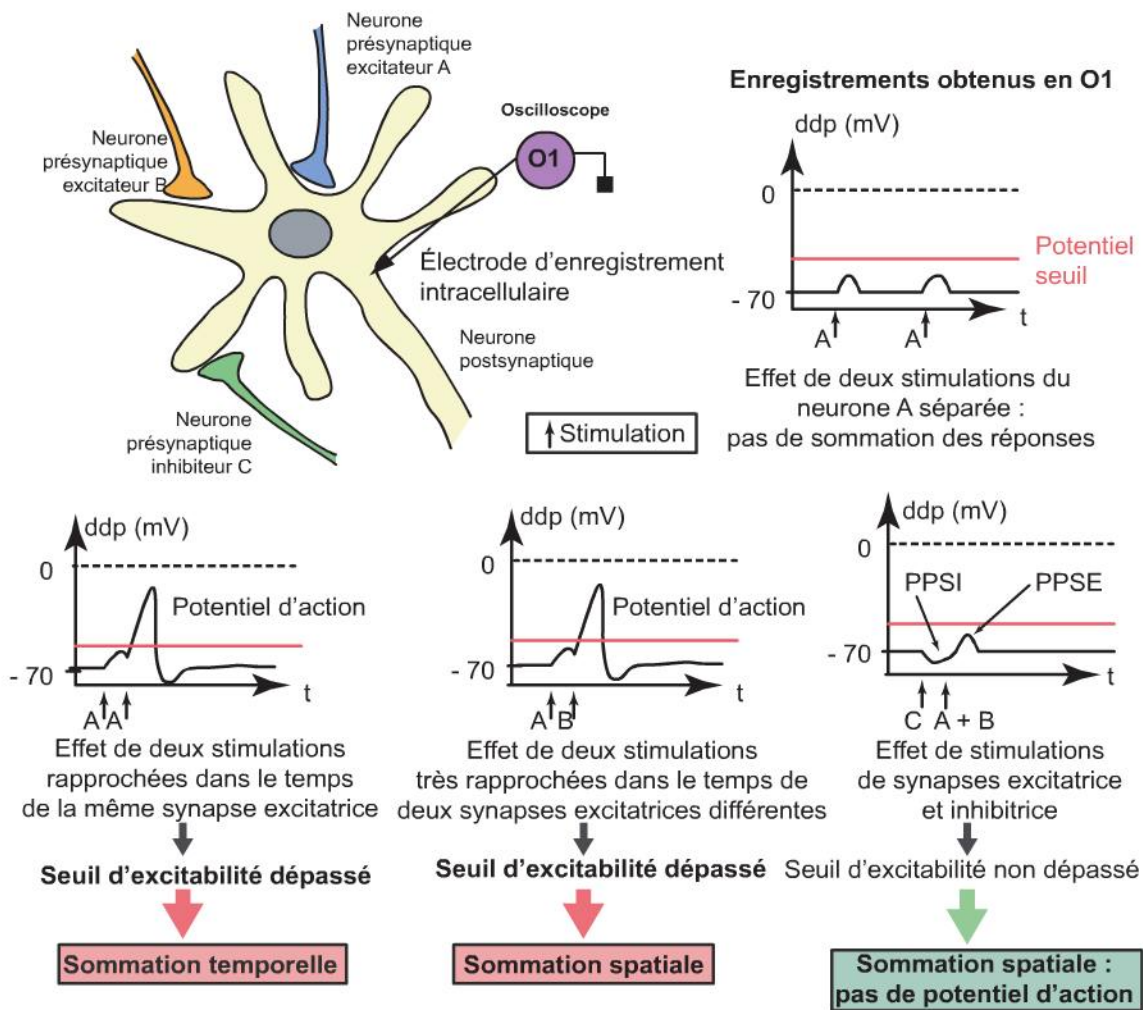 Neurone
présynaptique
excitateur A
Neurone
présynaptique
excitateur B
Oscilloscope
O1
Électrode d’enregistrement
intracellulaire
Neurone
postsynaptique
Neurone
présynaptique
inhibiteur C
Stimulation
Enregistrements obtenus en O1
ddp (mV)
0
Potentiel
seuil
- 70
t
A
A
Effet de deux stimulations du
neurone A séparée :
pas de sommation des réponses
ddp (mV)
0
Potentiel d’action
- 70
t
A A
Effet de deux stimulations
rapprochées dans le temps
de la même synapse excitatrice
Seuil d’excitabilité dépassé
Sommation temporelle
ddp (mV)
0
Potentiel d’action
- 70
t
A B
Effet de deux stimulations
très rapprochées dans le temps de
deux synapses excitatrices différentes
Seuil d’excitabilité dépassé
Sommation spatiale
ddp (mV)
0
PPSI
PPSE
- 70
t
C A + B
Effet de stimulations
de synapses excitatrice
et inhibitrice
Seuil d’excitabilité non dépassé
Sommation spatiale :
pas de potentiel d’action